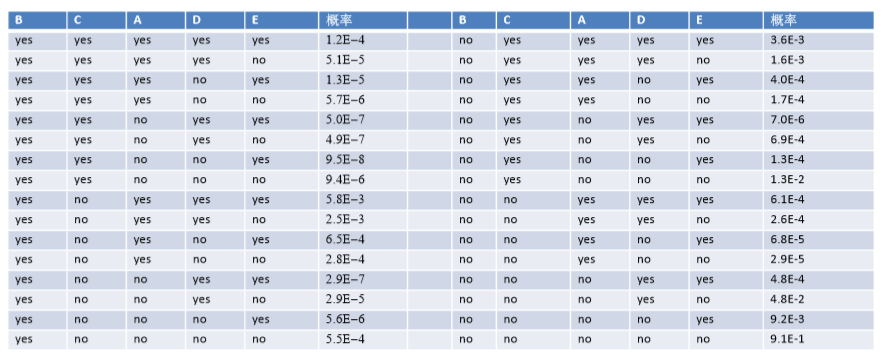 B C A D E 概率 B C A D E 概率
yes yes yes yes yes 1.2E–4 no yes yes yes yes 3.6E-3
yes yes yes yes no 5.1E–5 no yes yes yes no 1.6E-3
yes yes yes no yes 1.3E–5 no yes yes no yes 4.0E-4
yes yes yes no no 5.7E–6 no yes yes no no 1.7E-4
yes yes no yes yes 5.0E–7 no yes no yes yes 7.0E-6
yes yes no yes no 4.9E–7 no yes no yes no 6.9E-4
yes yes no no yes 9.5E–8 no yes no no yes 1.3E-4
yes yes no no no 9.4E–6 no yes no no no 1.3E-2
yes no yes yes yes 5.8E–3 no no yes yes yes 6.1E-4
yes no yes yes no 2.5E–3 no no yes yes no 2.6E-4
yes no yes no yes 6.5E–4 no no yes no yes 6.8E-5
yes no yes no no 2.8E–4 no no yes no no 2.9E-5
yes no no yes yes 2.9E–7 no no no yes yes 4.8E-4
yes no no yes no 2.9E–5 no no no yes no 4.8E-2
yes no no no yes 5.6E–6 no no no no yes 9.2E-3
yes no no no no 5.5E–4 no no no no no 9.1E-1